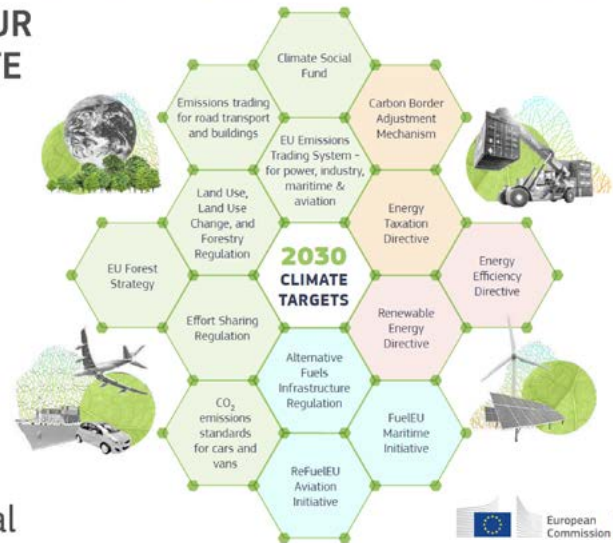 UR
TE
Climate Social
Fund
Emissions trading
for road transport
and buildings
Carbon Border
Adjustment
Mechanism
EU Emissions
Trading System –
for power, industry,
maritime &
aviation
Land Use,
Land Use
Change, and
Forestry
Regulation
Energy
Taxation
Directive
2030
CLIMATE
TARGETS
EU Forest
Strategy
Energy
Efficiency
Directive
Effort Sharing
Regulation
Renewable
Energy
Directive
Alternative
Fuels
Infrastructure
Regulation
CO₂
emissions
standards
for cars and
vans
FuelEU
Maritime
Initiative
ReFuelEU
Aviation
Initiative
al
European
Commission